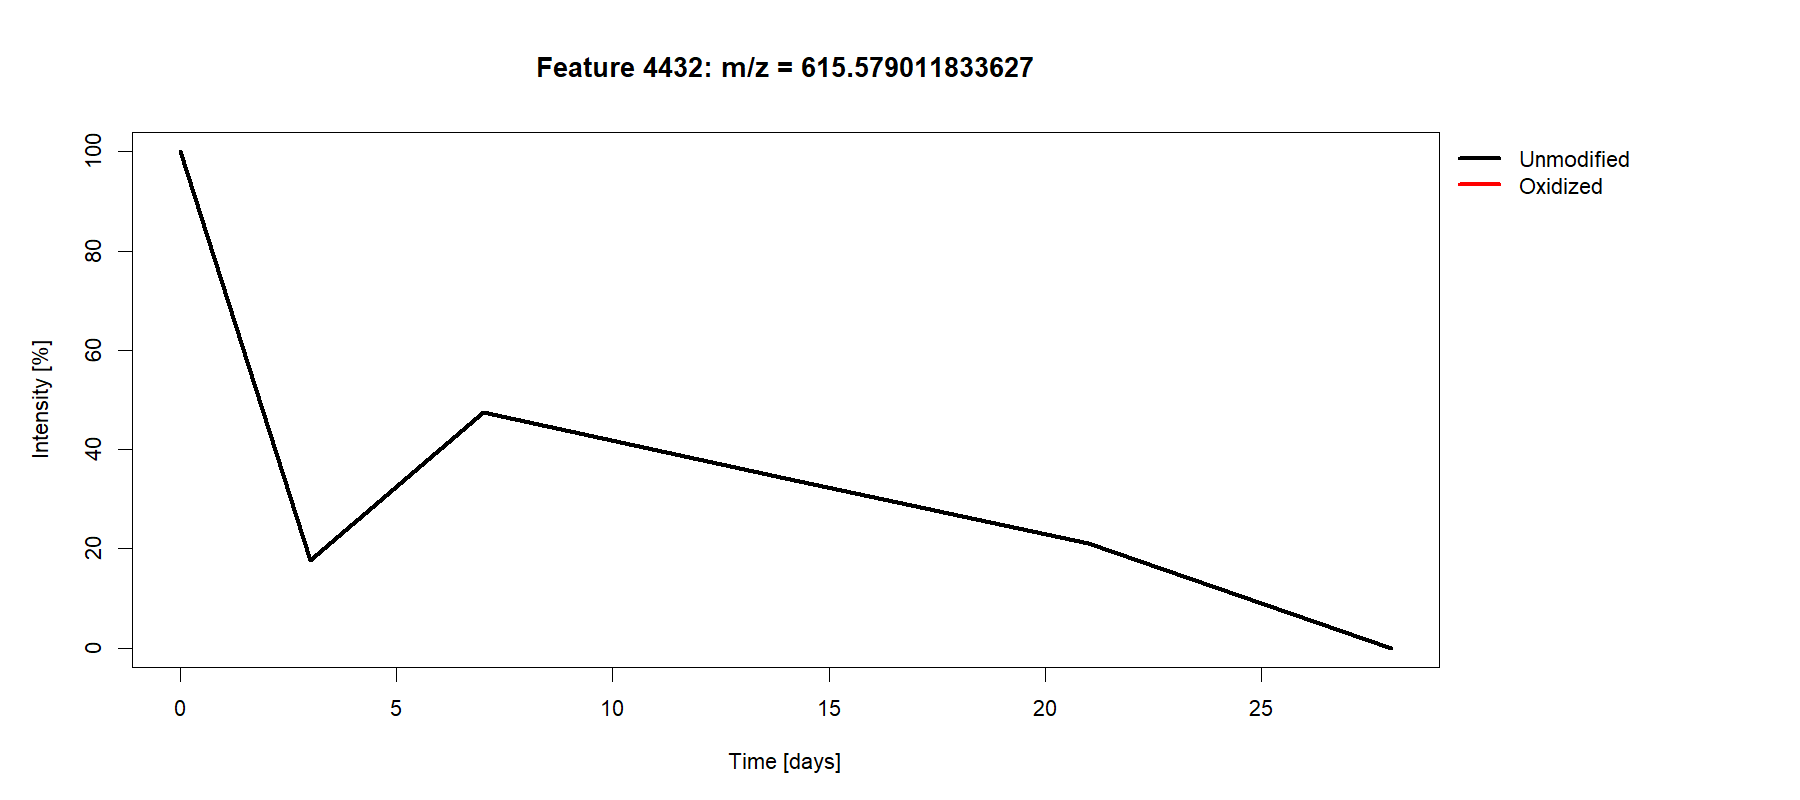 Feature 4432: m/z = 615.579011833627
Unmodified
Oxidized
Intensity [%]
100
80
60
40
20
0
0 5 10 15 20 25
Time [days]